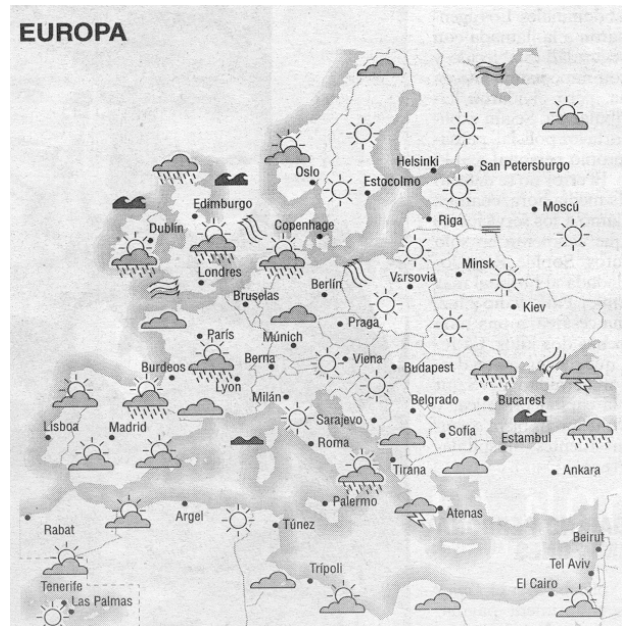 EUROPA
Helsinki
San Petersburgo
Oslo
Estocolmo
Edimburgo
Riga
Moscú
Dublín
Copenhague
Londres
Varsovia
Minsk
Berlín
Bruselas
Kiev
Praga
París
Múnich
Berna
Viena
Budapest
Burdeos
Lyon
Milán
Belgrado
Bucarest
Lisboa
Madrid
Sarajevo
Roma
Sofía
Estambul
Tirana
Ankara
Palermo
Argel
Atenas
Rabat
Túnez
Beirut
Trípoli
Tel Aviv
Tenerife
El Cairo
Las Palmas